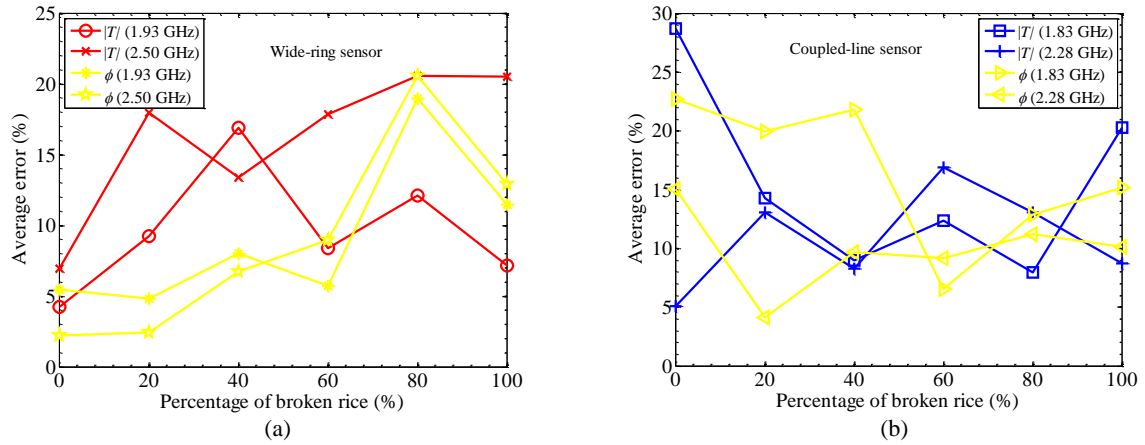 |T/ (1.93 GHz)
|T/ (2.50 GHz)
ϕ (1.93 GHz)
ϕ (2.50 GHz)
Wide-ring sensor
Average error (%)
25
20
15
10
5
0
0 20 40 60 80 100
Percentage of broken rice (%)
(a)
|T/ (1.83 GHz)
|T/ (2.28 GHz)
ϕ (1.83 GHz)
ϕ (2.28 GHz)
Coupled-line sensor
Average error (%)
30
25
20
15
10
5
0
0 20 40 60 80 100
Percentage of broken rice (%)
(b)